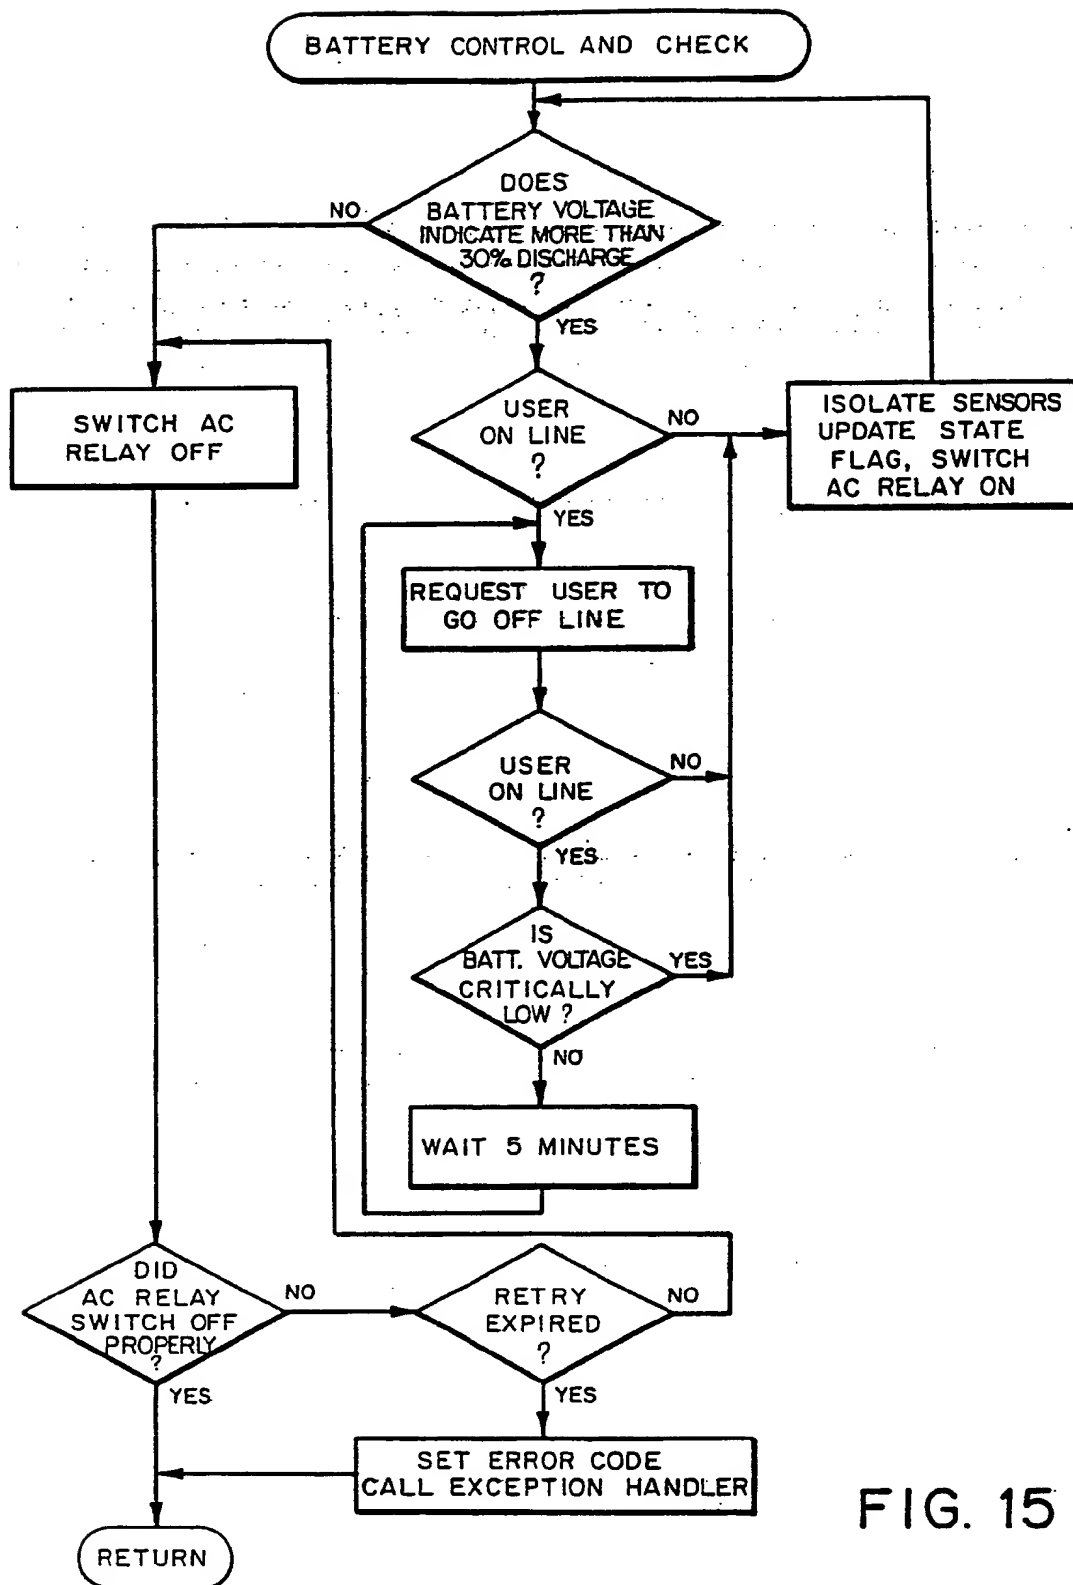 BATTERY CONTROL AND CHECK
DOES
BATTERY VOLTAGE
INDICATE MORE THAN
30% DISCHARGE
?
NO
YES
SWITCH AC
RELAY OFF
USER
ON LINE
?
NO
YES
ISOLATE SENSORS
UPDATE STATE
FLAG, SWITCH
AC RELAY ON
REQUEST USER TO
GO OFF LINE
USER
ON LINE
?
NO
YES
IS
BATT. VOLTAGE
CRITICALLY
LOW ?
YES
NO
WAIT 5 MINUTES
DID
AC RELAY
SWITCH OFF
PROPERLY
?
NO
YES
RETRY
EXPIRED
?
NO
YES
SET ERROR CODE
CALL EXCEPTION HANDLER
RETURN
FIG. 15